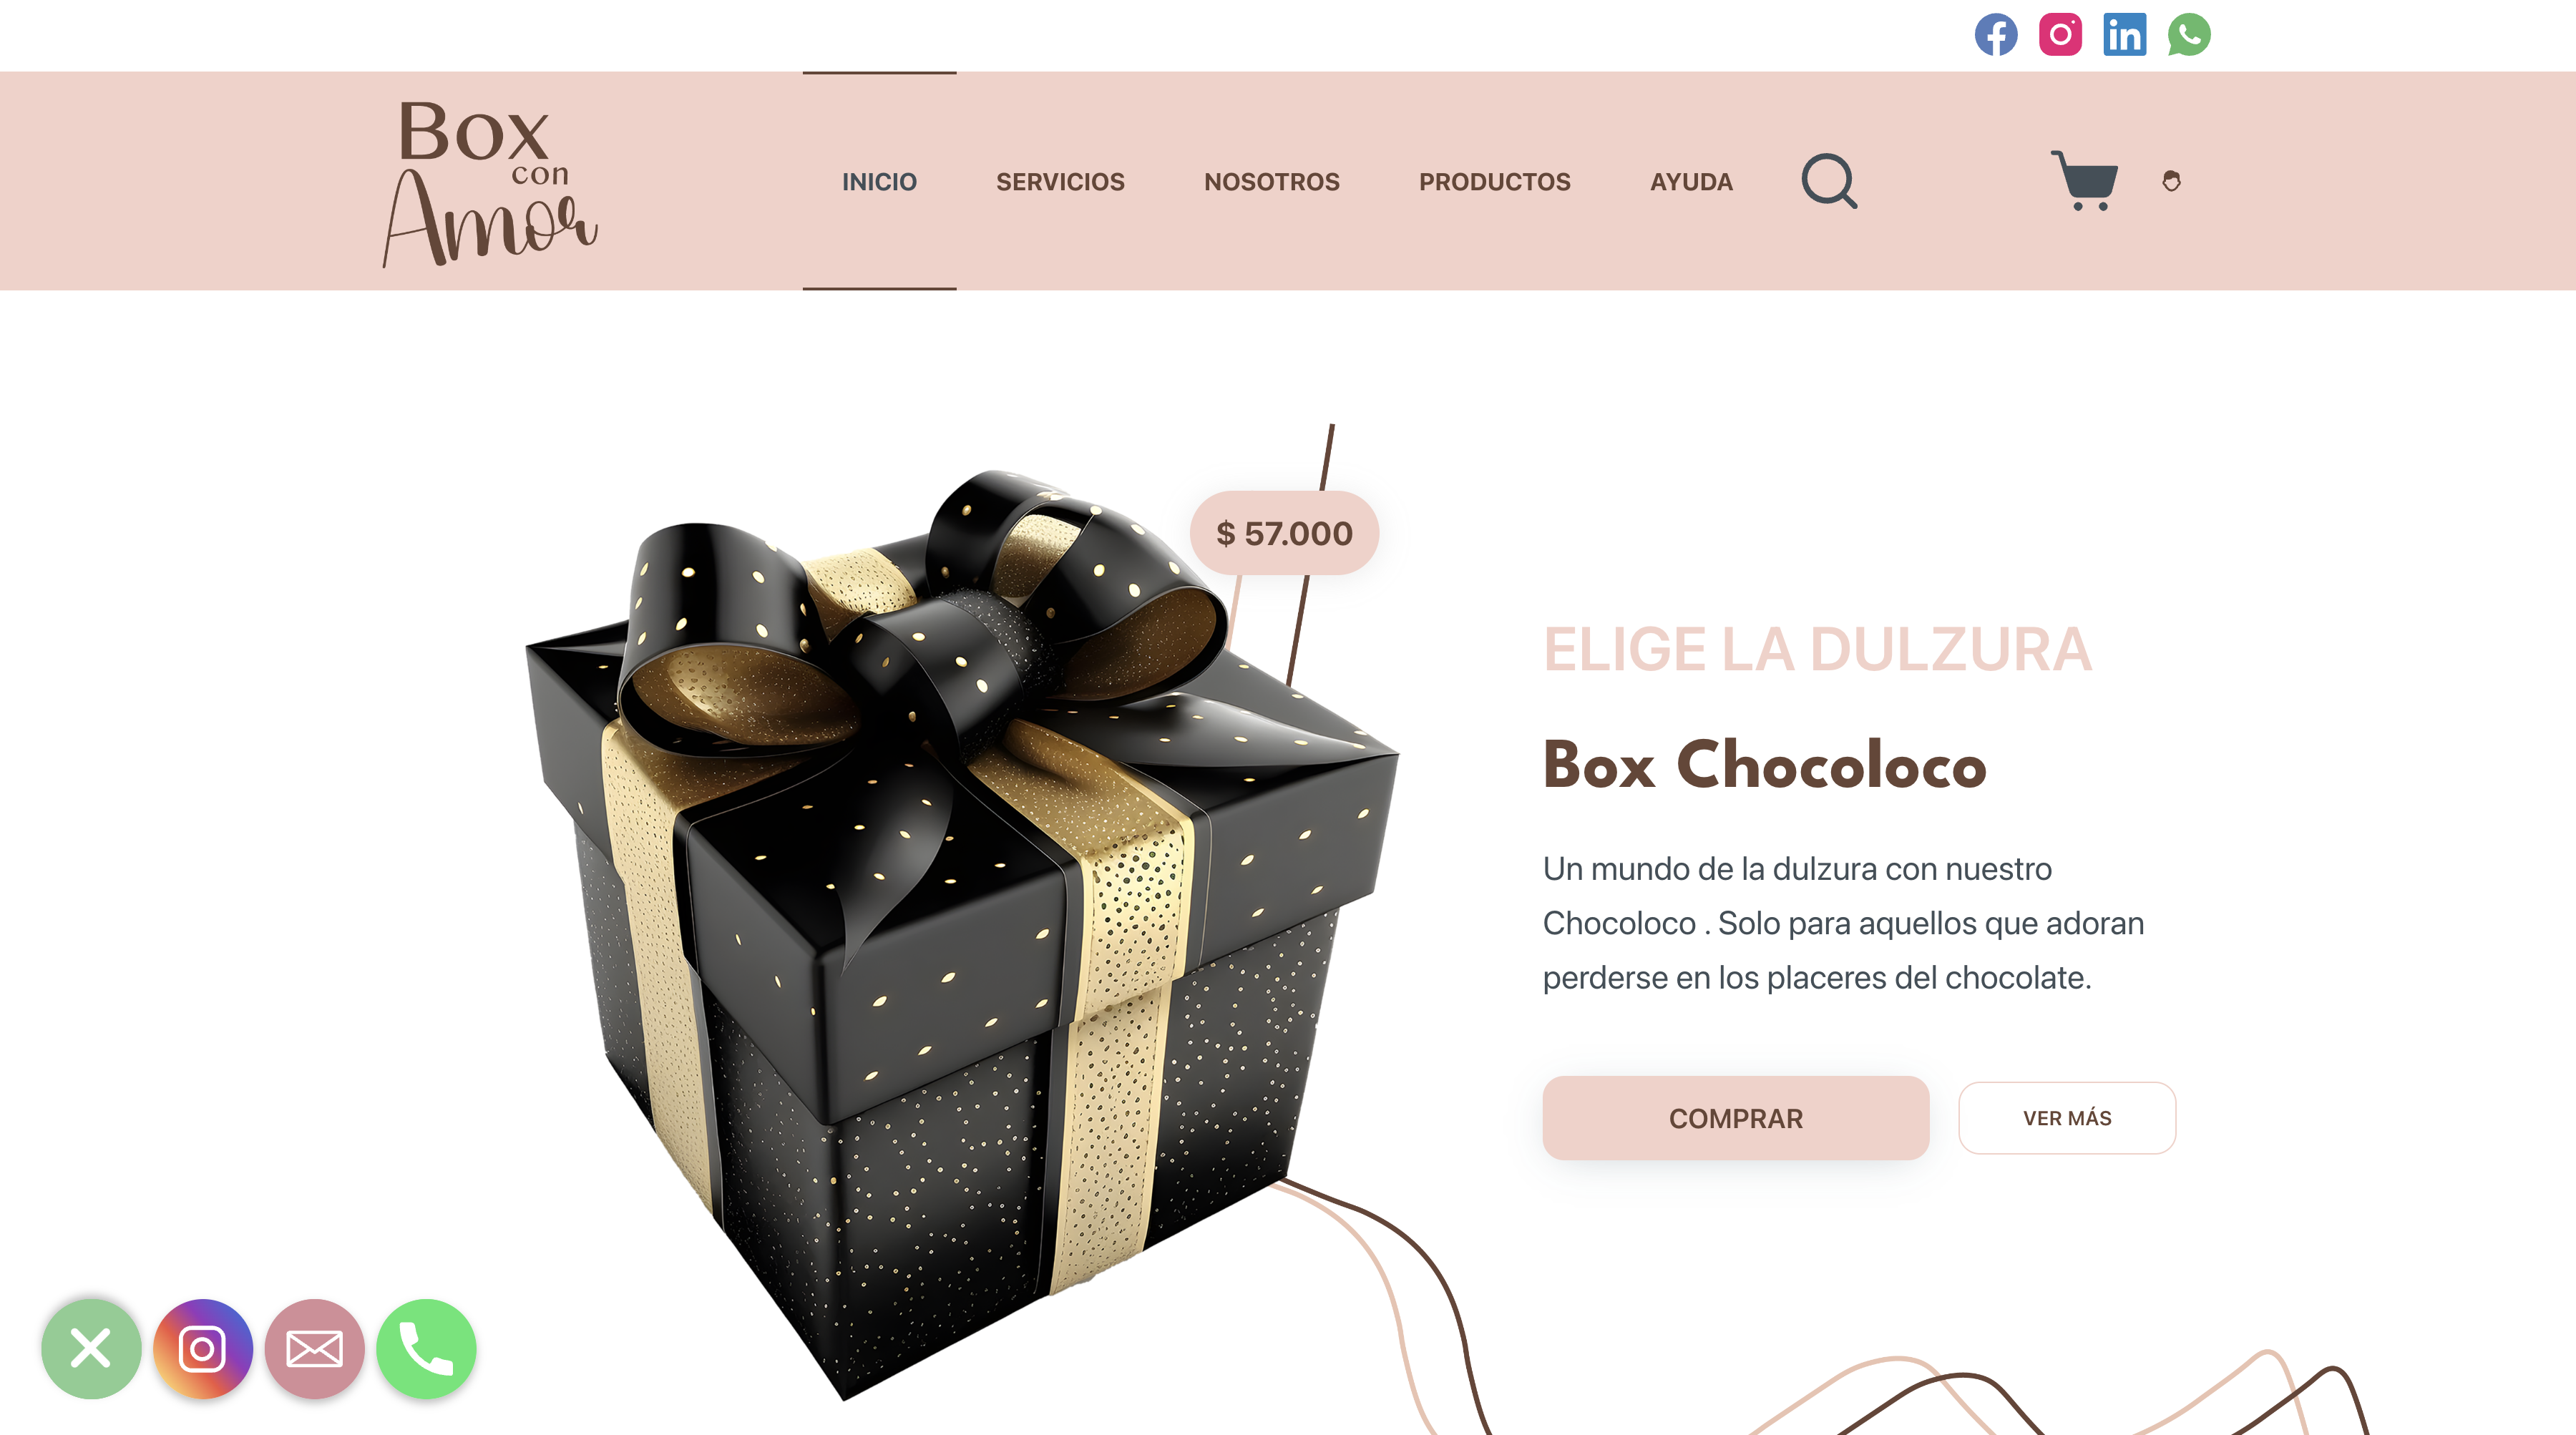 Box
con
Amor
INICIO
SERVICIOS
NOSOTROS
PRODUCTOS
AYUDA
$ 57.000
ELIGE LA DULZURA
Box Chocoloco
Un mundo de la dulzura con nuestro
Chocoloco . Solo para aquellos que adoran
perderse en los placeres del chocolate.
COMPRAR
VER MÁS